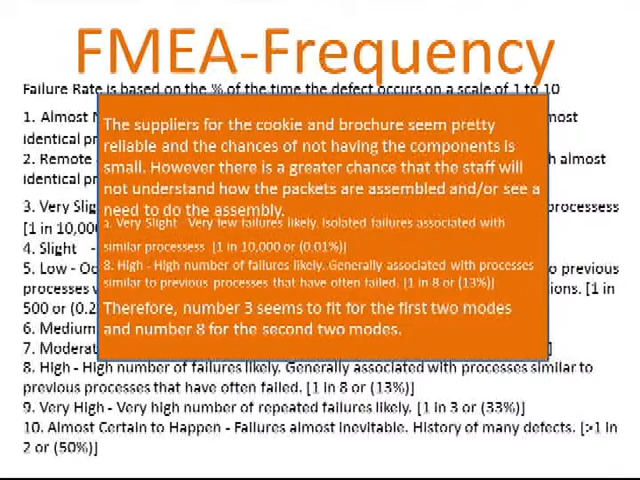 FMEA-Frequency
Failure Rate is based on the % of the time the defect occurs on a scale of 1 to 10
1. Almost
most
identical
2. Remote
almost
identical
3. Very
processess
[1 in
4. Slight -
5. Low -
to previous
processes
[1 in
500 or
6. Medium
7.
8. High - High number of failures likely. Generally associated with processes similar to
previous processes that have often failed. [1 in 8 or (13%)]
9. Very High - Very high number of repeated failures likely. [1 in 3 or (33%)]
10. Almost Certain to Happen - Failures almost inevitable. History of many defects. [>1 in
2 or (50%)]
The suppliers for the cookie and brochure seem pretty
reliable and the chances of not having the components is
small. However there is a greater chance that the staff will
not understand how the packets are assembled and/or see a
need to do the assembly.
3. Very Slight - Very few failures likely. Isolated failures associated with
similar processess. [1 in 10,000 or (0.01%)]
8. High - High number of failures likely. Generally associated with processes
similar to previous processes that have often failed. [1 in 8 or (13%)]
Therefore, number 3 seems to fit for the first two modes
and number 8 for the second two modes.